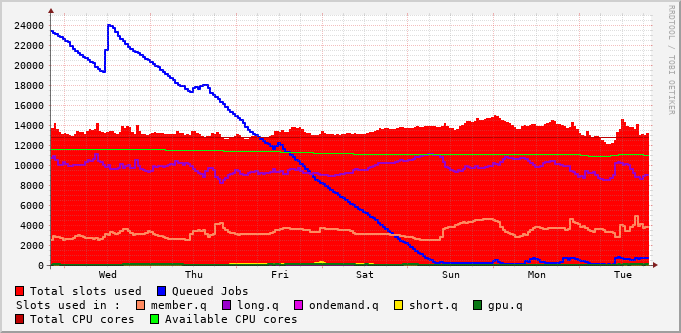 RRDTOOL / TOBI OETIKER
24000
22000
20000
18000
16000
14000
12000
10000
8000
6000
4000
2000
0
Wed Thu Fri Sat Sun Mon Tue
Total slots used Queued Jobs
Slots used in : member.q long.q ondemand.q short.q gpu.q
Total CPU cores Available CPU cores